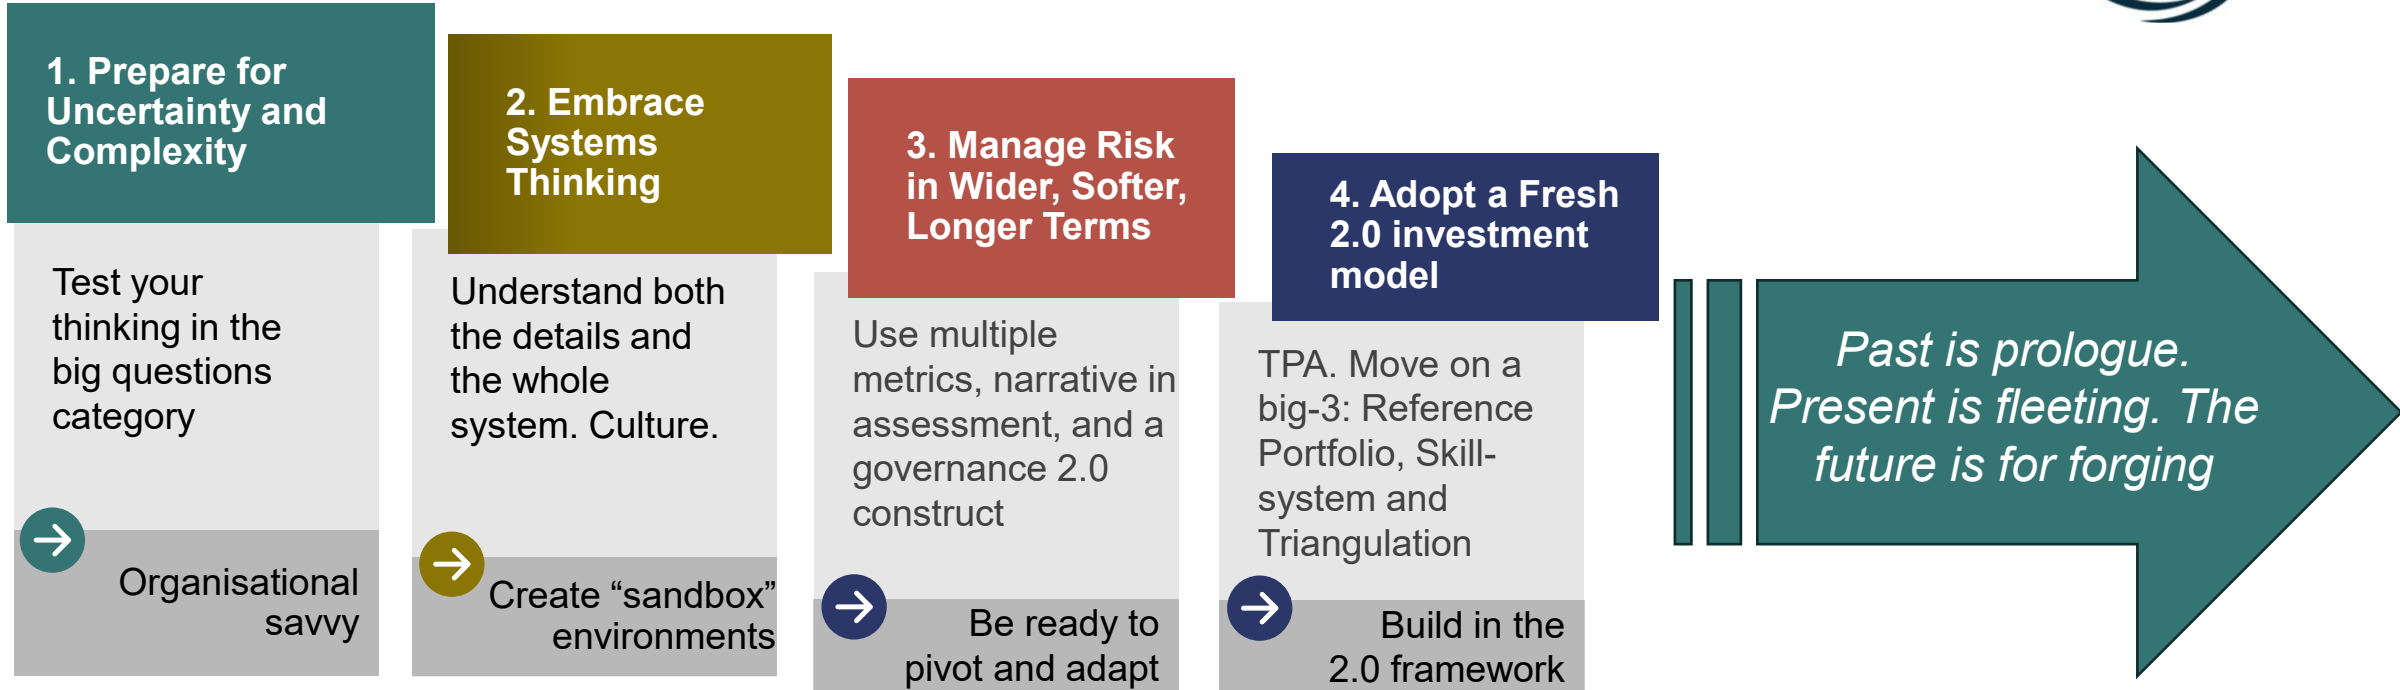 1. Prepare for
Uncertainty and
Complexity
Test your
thinking in the
big questions
category
Organisational
savvy
2. Embrace
Systems
Thinking
Understand both
the details and
the whole
system. Culture.
Create “sandbox”
environments
3. Manage Risk
in Wider, Softer,
Longer Terms
Use multiple
metrics, narrative in
assessment, and a
governance 2.0
construct
Be ready to
pivot and adapt
4. Adopt a Fresh
2.0 investment
model
TPA. Move on a
big-3: Reference
Portfolio, Skill-
system and
Triangulation
Build in the
2.0 framework
Past is prologue.
Present is fleeting. The
future is for forging